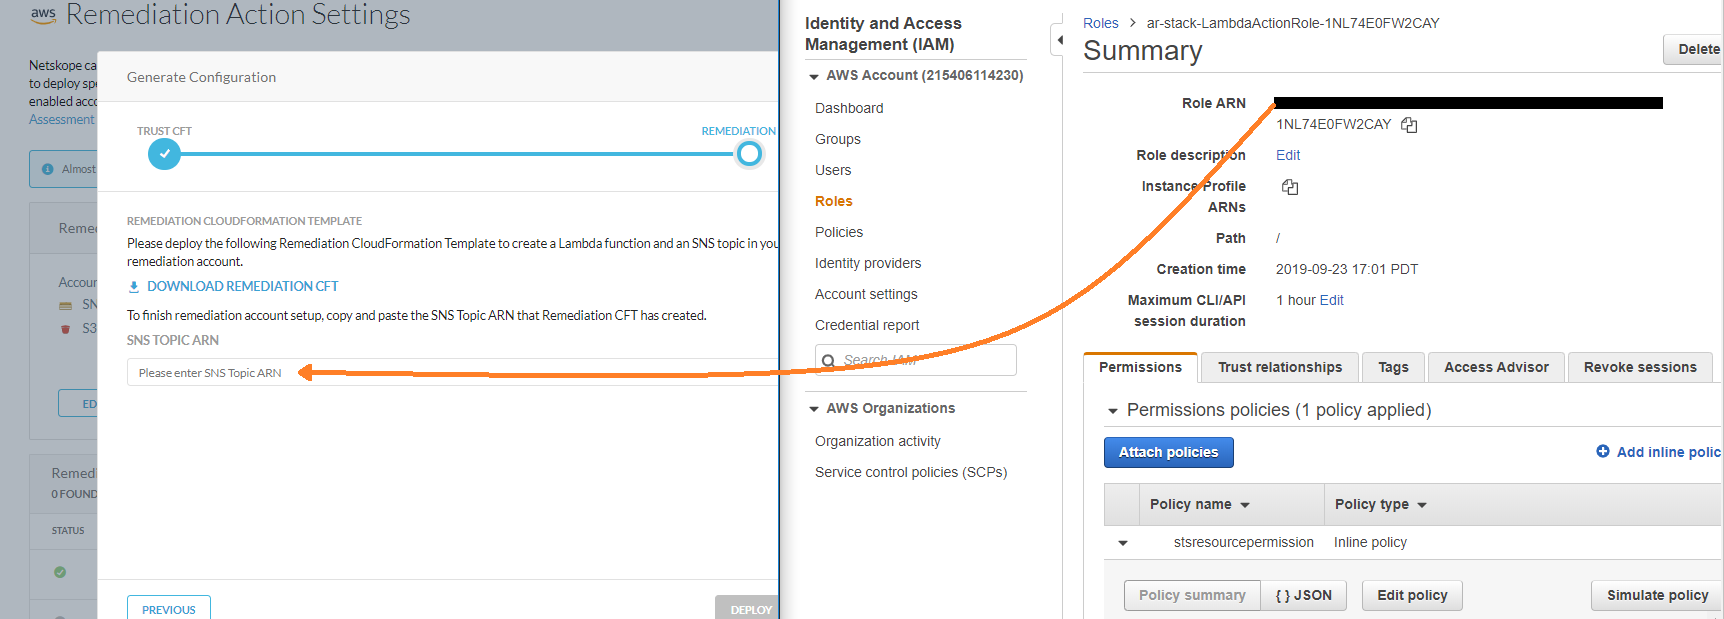 aws Remediation Action Settings
Netskope ca
to deploy spe
enabled acco
Assessment
Almost
Remed
Accoun
SN
S3
ED
Remedi
0 FOUND
STATUS
Generate Configuration
TRUST CFT
REMEDIATION
REMEDIATION CLOUDFORMATION TEMPLATE
Please deploy the following Remediation CloudFormation Template to create a Lambda function and an SNS topic in you
remediation account.
DOWNLOAD REMEDIATION CFT
To finish remediation account setup, copy and paste the SNS Topic ARN that Remediation CFT has created.
SNS TOPIC ARN
Please enter SNS Topic ARN
PREVIOUS
DEPLOY
Identity and Access
Management (IAM)
AWS Account (215406114230)
Dashboard
Groups
Users
Roles
Policies
Identity providers
Account settings
Credential report
Search IAM
AWS Organizations
Organization activity
Service control policies (SCPs)
Roles > ar-stack-LambdaActionRole-1NL74E0FW2CAY
Summary
Delete
Role ARN
1NL74E0FW2CAY
Role description Edit
Instance Profile
ARNs
Path /
Creation time 2019-09-23 17:01 PDT
Maximum CLI/API 1 hour Edit
session duration
Permissions Trust relationships Tags Access Advisor Revoke sessions
Permissions policies (1 policy applied)
Attach policies
Add inline polic
Policy name Policy type
stsresourcepermission Inline policy
Policy summary { } JSON Edit policy Simulate policy